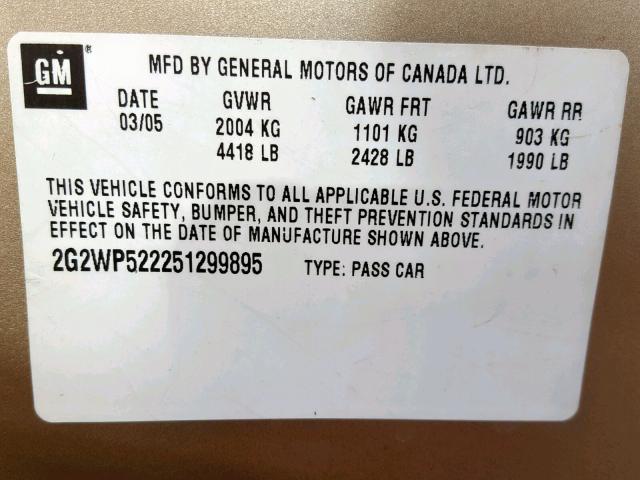 GM ®
MFD BY GENERAL MOTORS OF CANADA LTD.
DATE GVWR GAWR FRT GAWR RR
03/05 2004 KG 1101 KG 903 KG
4418 LB 2428 LB 1990 LB
THIS VEHICLE CONFORMS TO ALL APPLICABLE U.S. FEDERAL MOTOR
VEHICLE SAFETY, BUMPER, AND THEFT PREVENTION STANDARDS IN
EFFECT ON THE DATE OF MANUFACTURE SHOWN ABOVE.
2G2WP522251299895 TYPE: PASS CAR